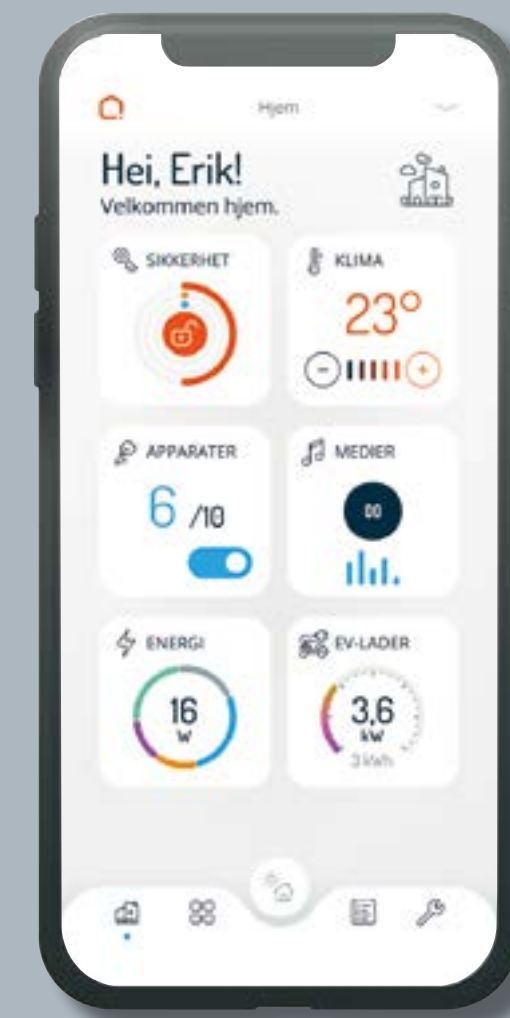 Hjem
Hei, Erik!
Velkommen hjem.
SIKKERHET
KLIMA
23°
APPARATER
MEDIER
6 /10
ENERGI
EV-LADER
16
W
3,6
kW
3 kWh